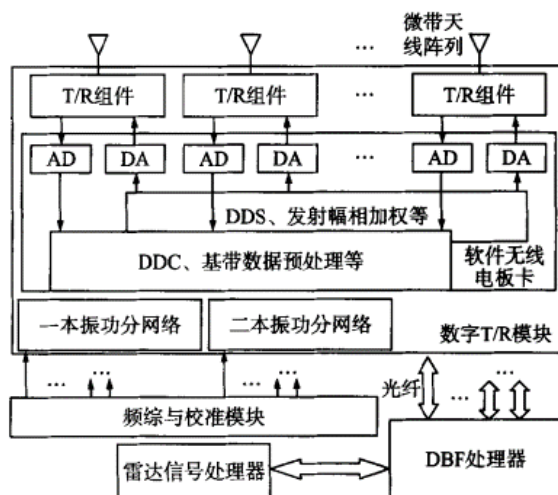 … 微带天
线阵列
T/R组件 T/R组件 … T/R组件
AD DA AD DA … AD DA
DDS、发射幅相加权等
DDC、基带数据预处理等
软件无线
电板卡
一本振功分网络 二本振功分网络
数字T/R模块
… … … … 光纤 … …
频综与校准模块
DBF处理器
雷达信号处理器